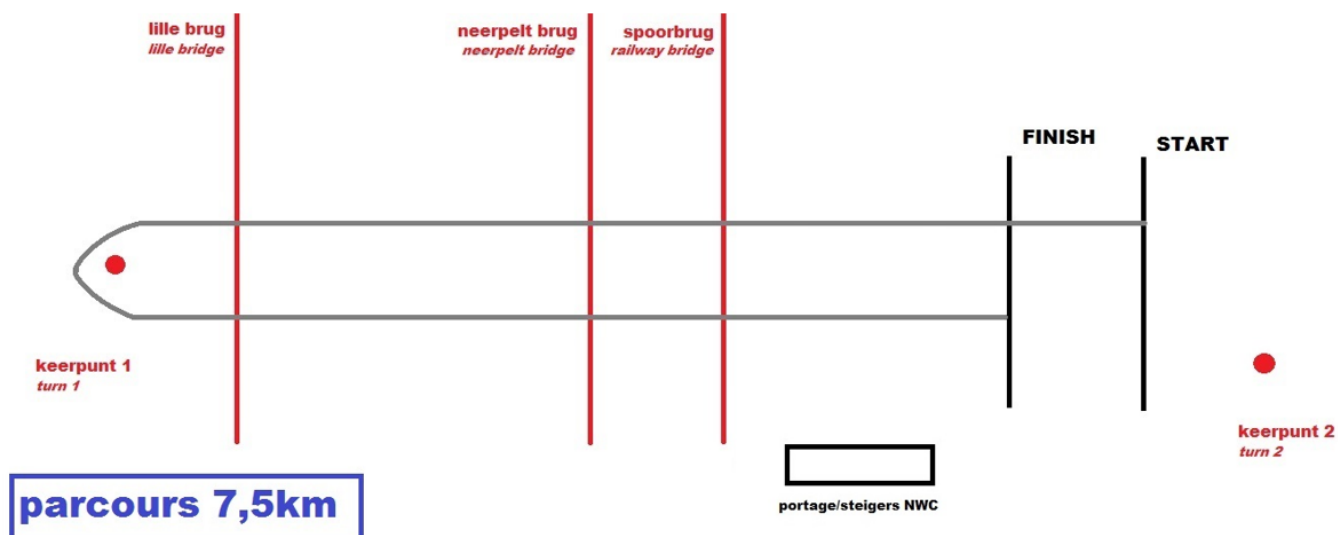 lille brug
lille bridge
neerpelt brug
neerpelt bridge
spoorbrug
railway bridge
FINISH
START
keerpunt 1
turn 1
keerpunt 2
turn 2
portage/steigers NWC
parcours 7,5km